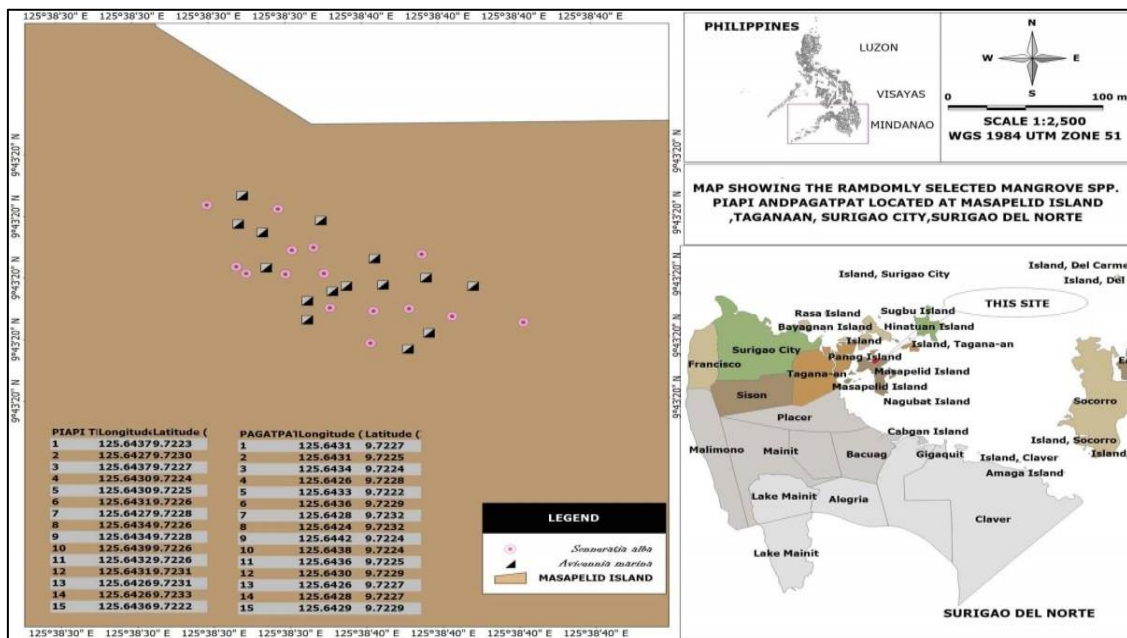 125°38'30" E 125°38'30" E 125°38'30" E 125°38'30" E 125°38'40" E 125°38'40" E 125°38'40" E 125°38'40" E
9°43'20" N 9°43'20" N
9°43'20" N 9°43'20" N
9°43'20" N 9°43'20" N
9°43'20" N 9°43'20" N
9°43'20" N 9°43'20" N
PIAPI T Longitude Latitude (
1 125.6437 9.7223
2 125.6427 9.7230
3 125.6437 9.7227
4 125.6430 9.7224
5 125.6430 9.7225
6 125.6431 9.7226
7 125.6427 9.7228
8 125.6434 9.7226
9 125.6434 9.7228
10 125.6439 9.7226
11 125.6432 9.7226
12 125.6431 9.7231
13 125.6426 9.7231
14 125.6426 9.7233
15 125.6436 9.7222
PAGATPAT Longitude ( Latitude (
1 125.6431 9.7227
2 125.6431 9.7225
3 125.6434 9.7224
4 125.6426 9.7228
5 125.6433 9.7222
6 125.6436 9.7229
7 125.6428 9.7232
8 125.6424 9.7232
9 125.6442 9.7224
10 125.6438 9.7224
11 125.6436 9.7225
12 125.6430 9.7229
13 125.6426 9.7227
14 125.6428 9.7227
15 125.6429 9.7229
LEGEND
Sonneratia alba
Avicennia marina
MASAPELID ISLAND
125°38'30" E 125°38'30" E 125°38'30" E 125°38'30" E 125°38'40" E 125°38'40" E 125°38'40" E 125°38'40" E
PHILIPPINES
LUZON
VISAYAS
MINDANAO
N
W E
S
0 100 m
SCALE 1:2,500
WGS 1984 UTM ZONE 51
MAP SHOWING THE RAMDOMLY SELECTED MANGROVE SPP.
PIAPI ANDPAGATPAT LOCATED AT MASAPELID ISLAND
,TAGANAAN, SURIGAO CITY,SURIGAO DEL NORTE
Island, Surigao City
Island, Del Carme
Island, Del
THIS SITE
Rasa Island
Sugbu Island
Bayagnan Island
Hinatuan Island
Island
Island, Tagana-an
Surigao City
Panag Island
Francisco
Tagana-an
Masapelid Island
Masapelid Island
Sison
Nagubat Island
Socorro
Placer
Cabgan Island
Island, Socorro
Malimono
Mainit
Bacuag
Gigaquit
Island, Claver
Island
Amaga Island
Lake Mainit
Alegria
Claver
Lake Mainit
SURIGAO DEL NORTE